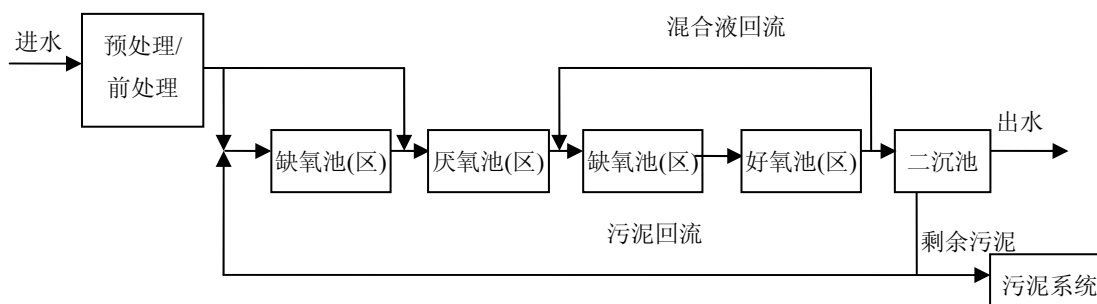 混合液回流
进水
预处理/
前处理
出水
缺氧池(区)
厌氧池(区)
缺氧池(区)
好氧池(区)
二沉池
污泥回流
剩余污泥
污泥系统